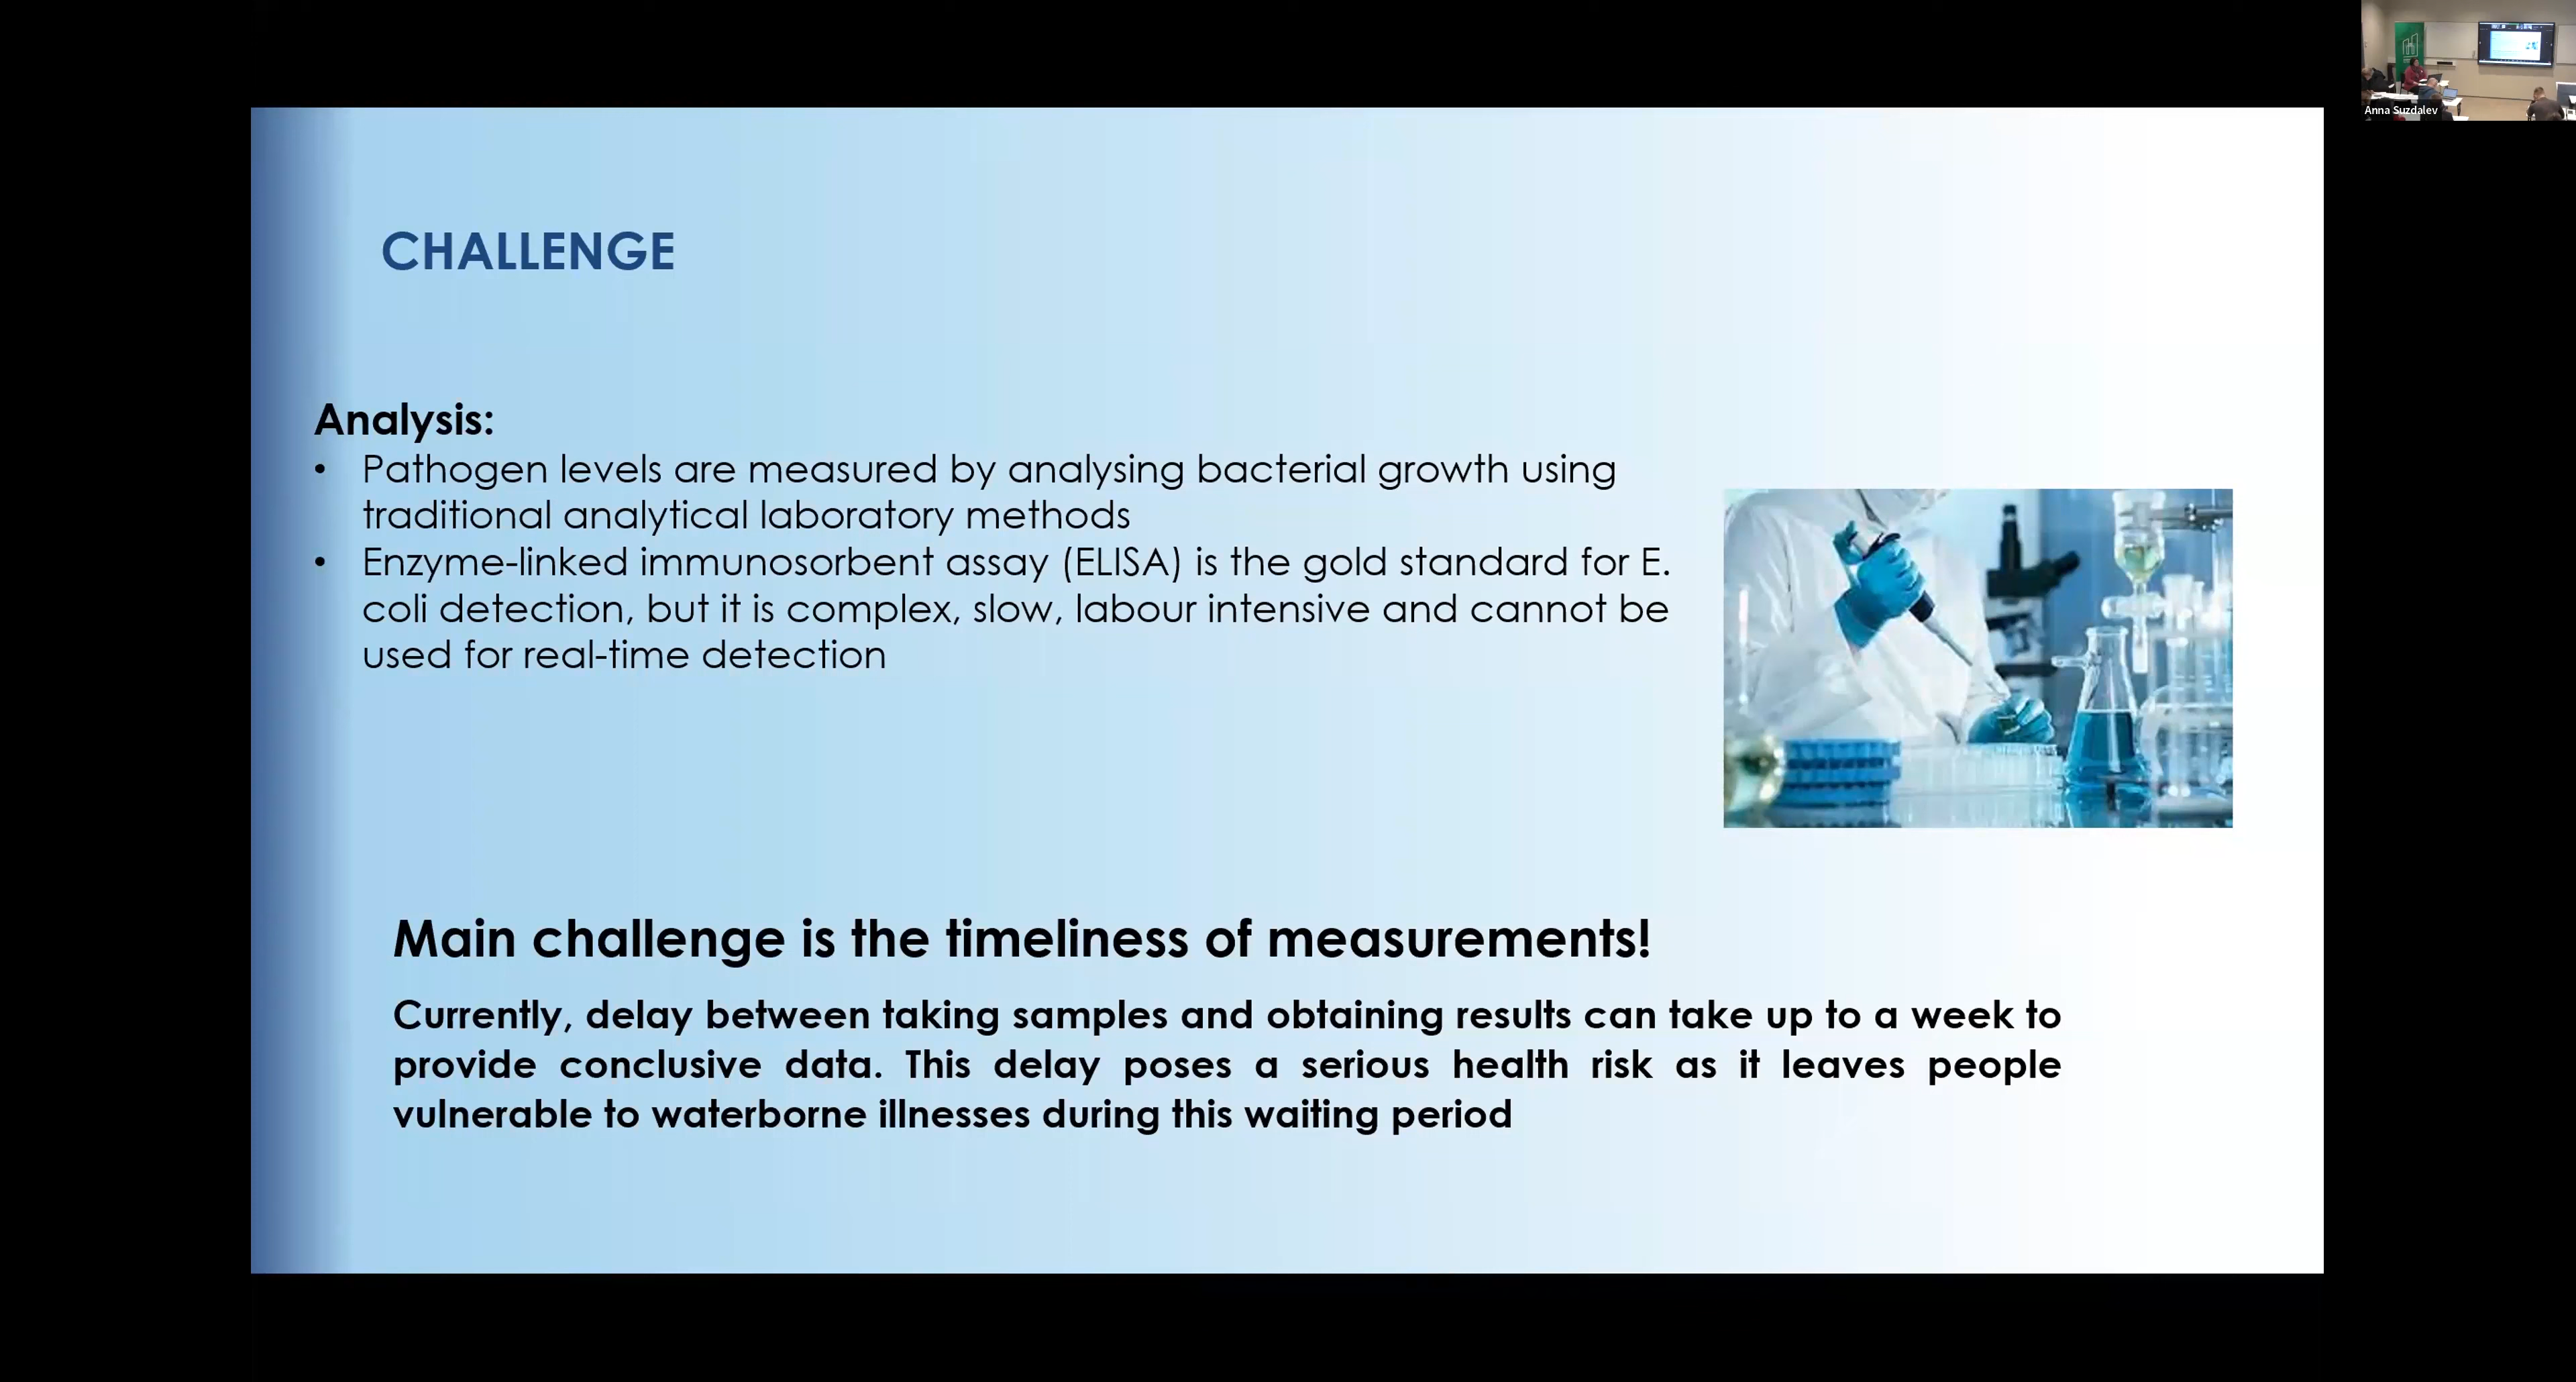 Anna Suzdalev
CHALLENGE
Analysis:
• Pathogen levels are measured by analysing bacterial growth using
traditional analytical laboratory methods
• Enzyme-linked immunosorbent assay (ELISA) is the gold standard for E.
coli detection, but it is complex, slow, labour intensive and cannot be
used for real-time detection
Main challenge is the timeliness of measurements!
Currently, delay between taking samples and obtaining results can take up to a week to
provide conclusive data. This delay poses a serious health risk as it leaves people
vulnerable to waterborne illnesses during this waiting period